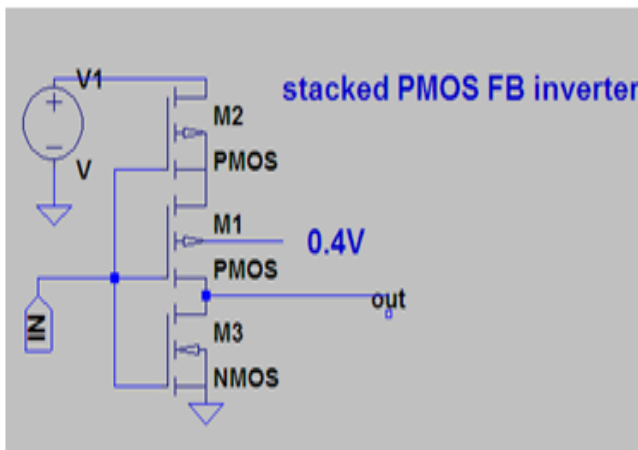 V1
stacked PMOS FB inverter
M2
V
PMOS
M1
0.4V
PMOS
out
IN
M3
NMOS